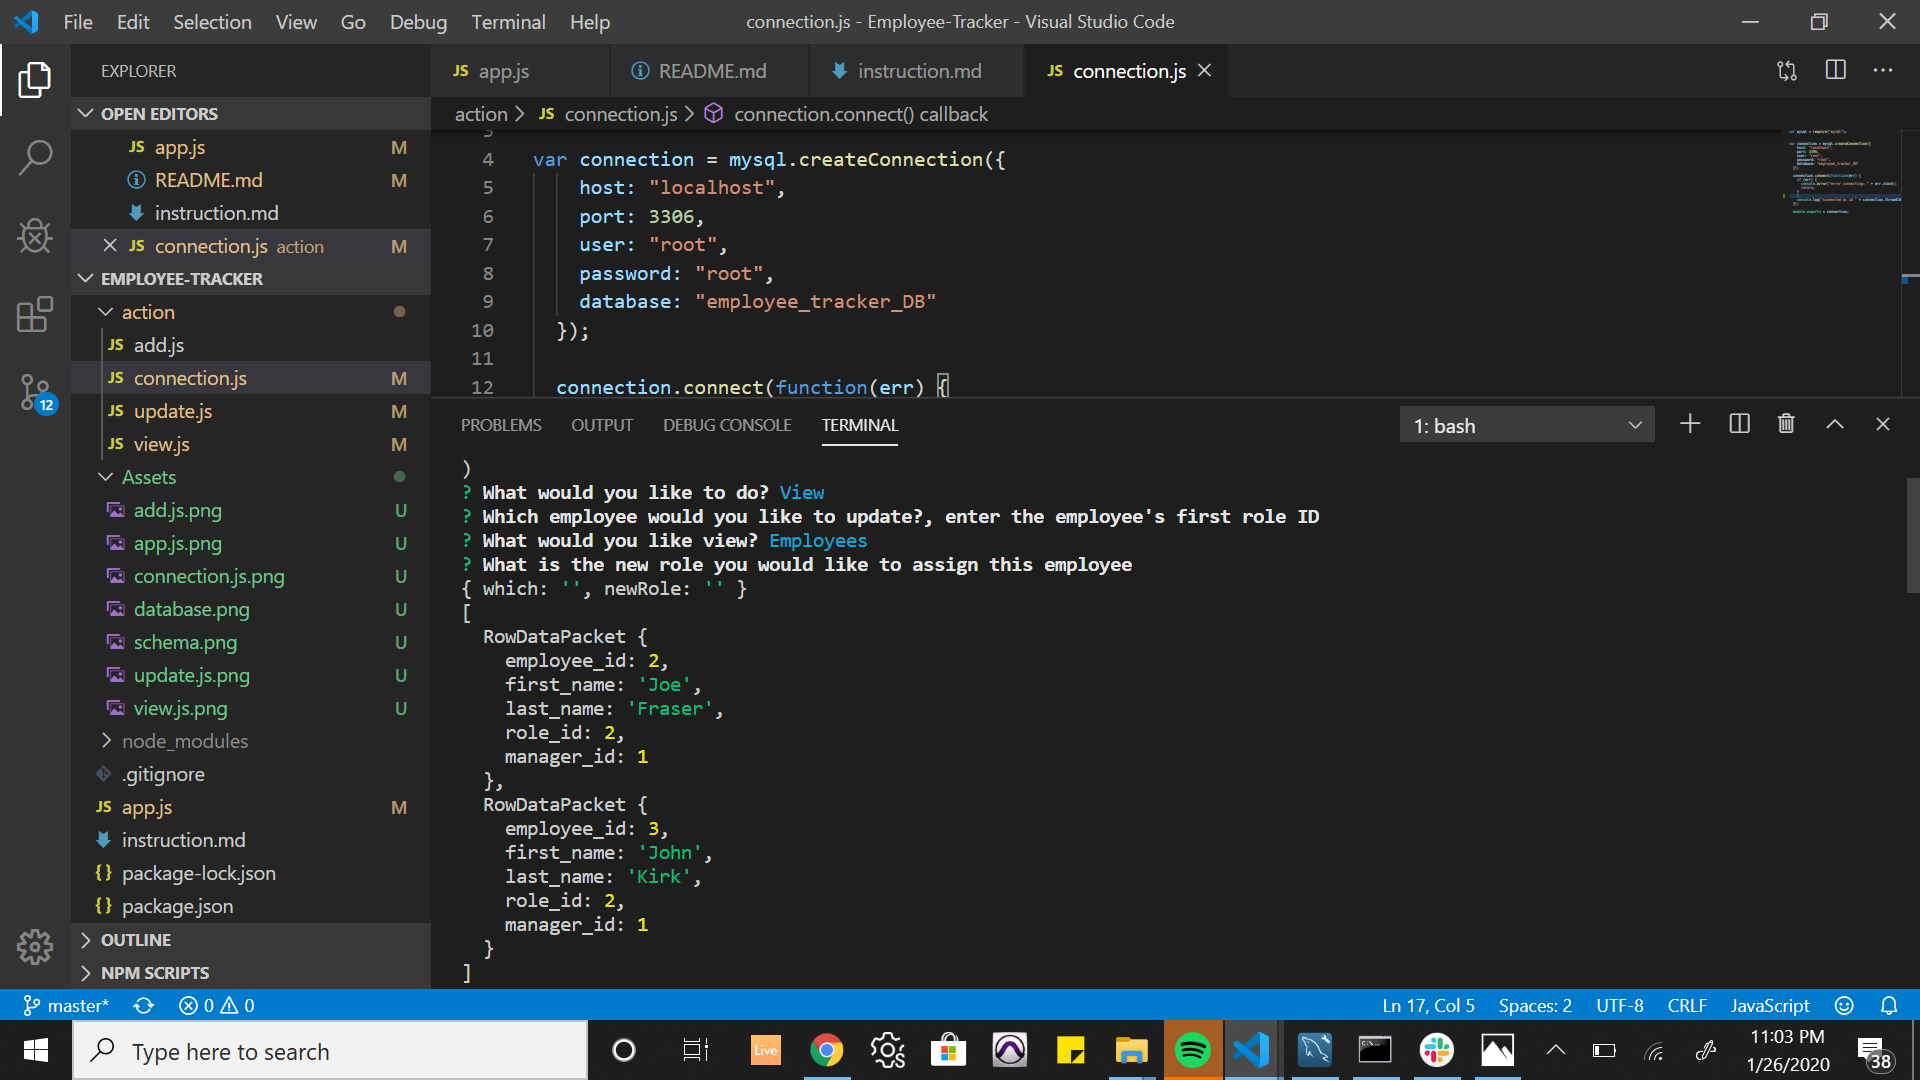 File Edit Selection View Go Debug Terminal Help
connection.js - Employee-Tracker - Visual Studio Code
EXPLORER
OPEN EDITORS
JS app.js M
README.md M
instruction.md
JS connection.js action M
EMPLOYEE-TRACKER
action
JS add.js
JS connection.js M
JS update.js M
JS view.js M
Assets
add.js.png U
app.js.png U
connection.js.png U
database.png U
schema.png U
update.js.png U
view.js.png U
node_modules
.gitignore
JS app.js M
instruction.md
{} package-lock.json
{} package.json
OUTLINE
NPM SCRIPTS
12
JS app.js
README.md
instruction.md
JS connection.js
action > JS connection.js > connection.connect() callback
3
4 var connection = mysql.createConnection({
5 host: "localhost",
6 port: 3306,
7 user: "root",
8 password: "root",
9 database: "employee_tracker_DB"
10 });
11
12 connection.connect(function(err) {
PROBLEMS OUTPUT DEBUG CONSOLE TERMINAL
1: bash
)
? What would you like to do? View
? Which employee would you like to update?, enter the employee's first role ID
? What would you like view? Employees
? What is the new role you would like to assign this employee
{ which: '', newRole: '' }
[
RowDataPacket {
employee_id: 2,
first_name: 'Joe',
last_name: 'Fraser',
role_id: 2,
manager_id: 1
},
RowDataPacket {
employee_id: 3,
first_name: 'John',
last_name: 'Kirk',
role_id: 2,
manager_id: 1
}
]
master* 0 0
Ln 17, Col 5 Spaces: 2 UTF-8 CRLF JavaScript
Type here to search
Live
11:03 PM
1/26/2020
38